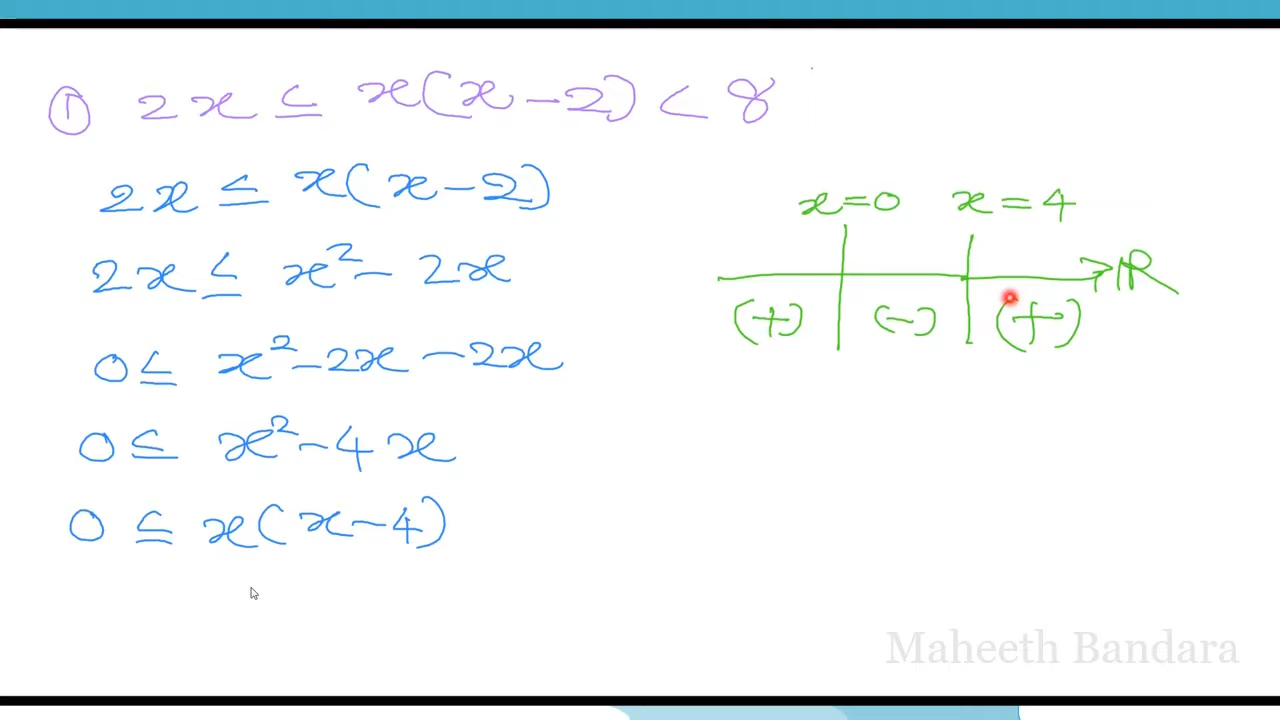 ① 2x ≤ x(x-2) < 8
2x ≤ x(x-2)
2x ≤ x² - 2x
0 ≤ x² - 2x - 2x
0 ≤ x² - 4x
0 ≤ x(x-4)
x=0 x=4
ℝ
(+) (-) (+)
Maheeth Bandara